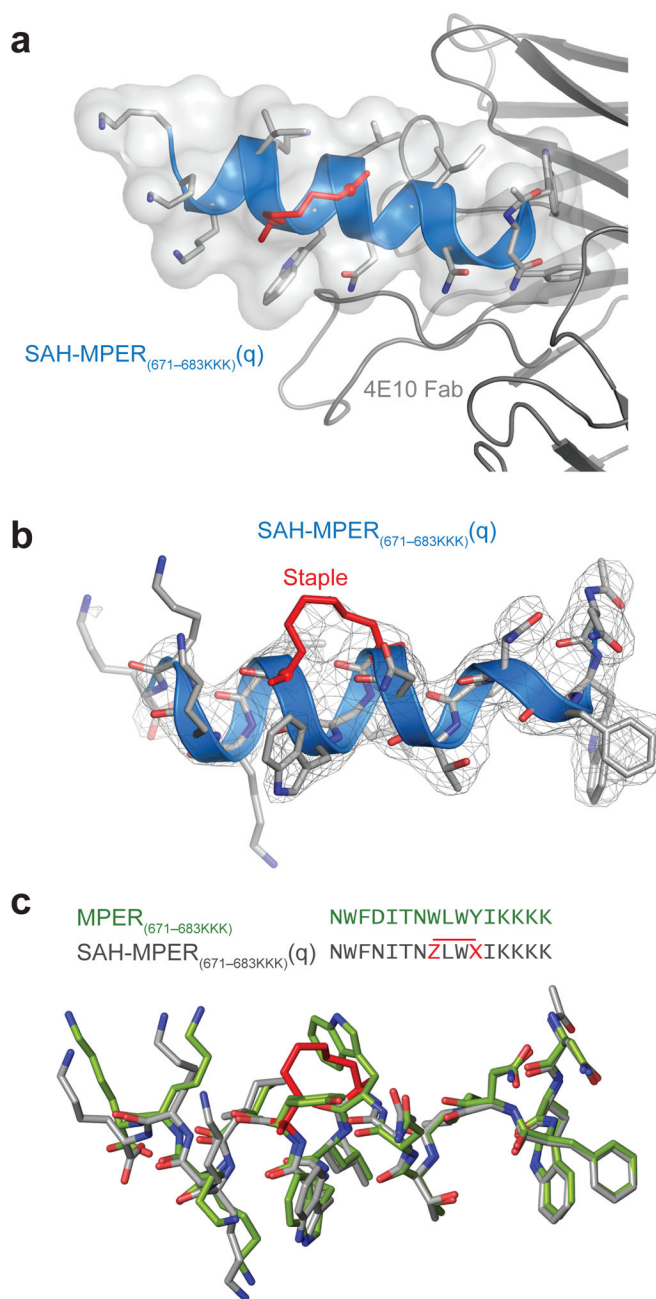 a
SAH-MPER(671–683KKK)(q)
4E10 Fab
b
SAH-MPER(671–683KKK)(q)
Staple
c
MPER(671–683KKK) NWFDITNWLWYIKKKK
SAH-MPER(671–683KKK)(q) NWFNITNZLWXIKKKK